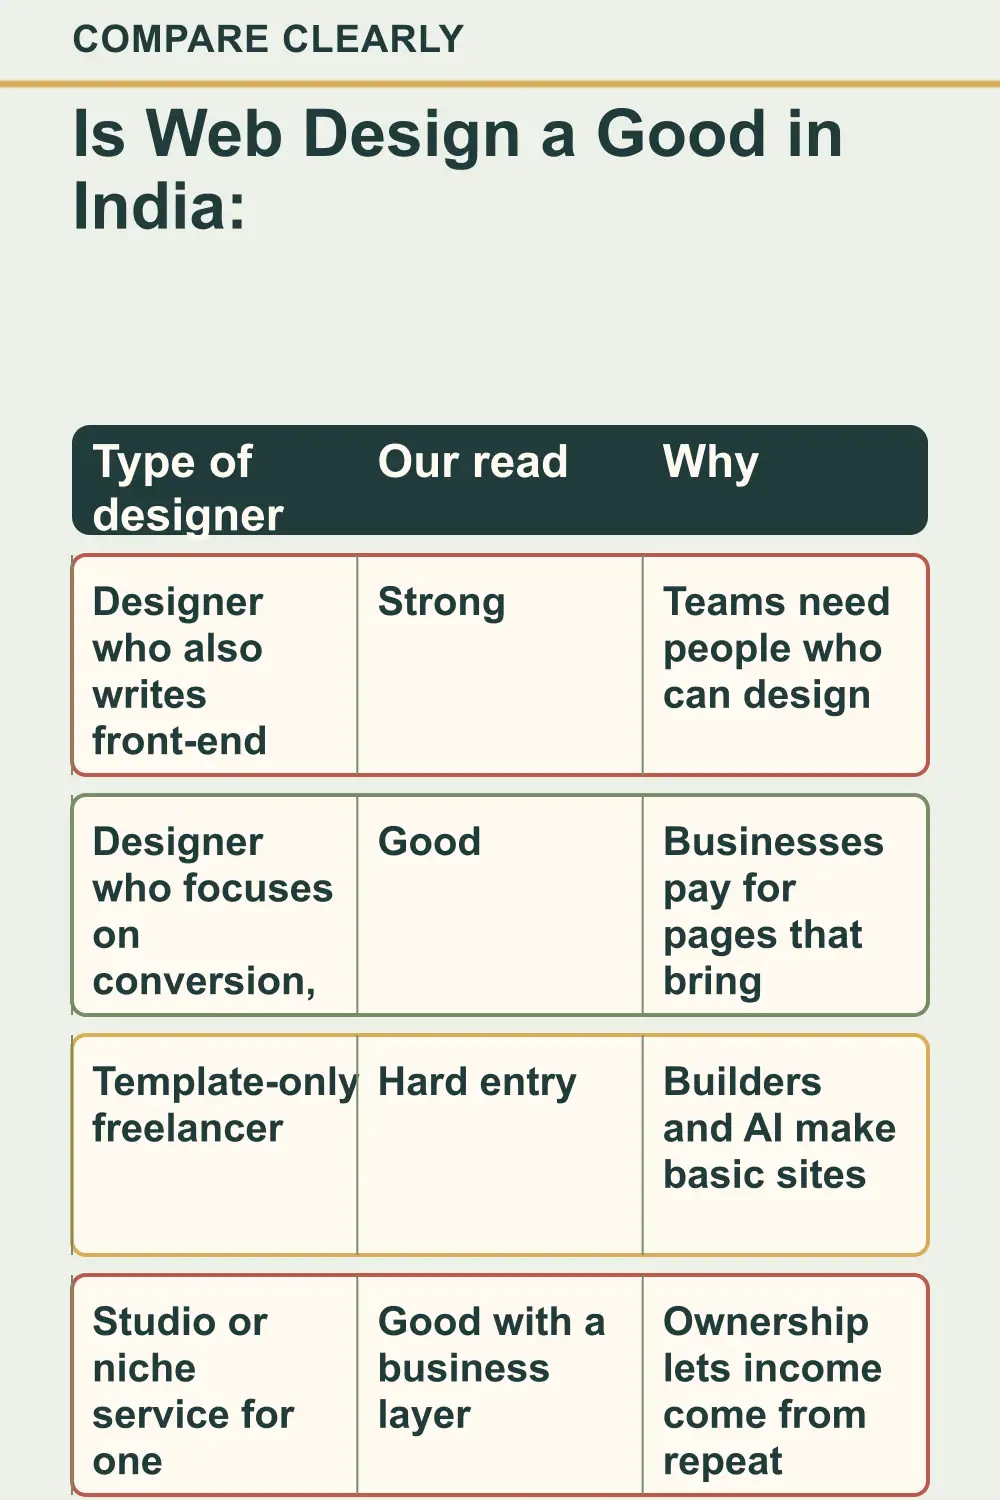 COMPARE CLEARLY
Is Web Design a Good in
India:
Type of
designer
Our read
Why
Designer
who also
writes
front-end
Strong
Teams need
people who
can design
Designer
who focuses
on
conversion,
Good
Businesses
pay for
pages that
bring
Template-only
freelancer
Hard entry
Builders
and AI make
basic sites
Studio or
niche
service for
one
Good with a
business
layer
Ownership
lets income
come from
repeat